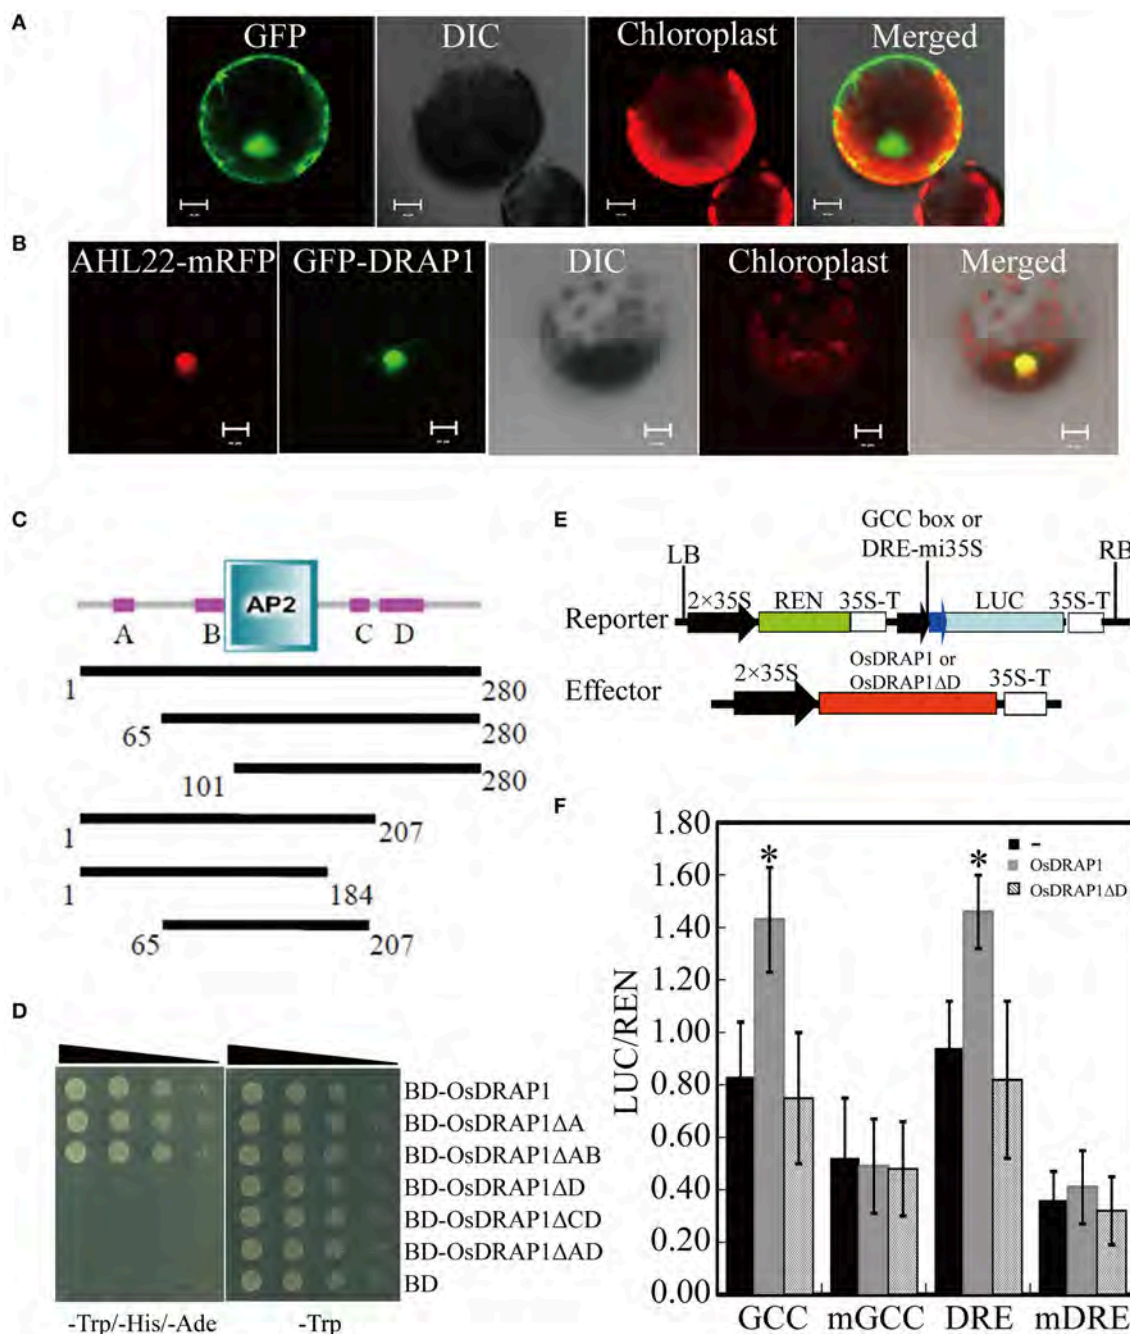 A
GFP
DIC
Chloroplast
Merged
B
AHL22-mRFP
GFP-DRAP1
DIC
Chloroplast
Merged
C
AP2
A
B
C
D
1
280
65
280
101
280
1
207
1
184
65
207
D
BD-OsDRAP1
BD-OsDRAP1ΔA
BD-OsDRAP1ΔAB
BD-OsDRAP1ΔD
BD-OsDRAP1ΔCD
BD-OsDRAP1ΔAD
BD
-Trp/-His/-Ade
-Trp
E
GCC box or
DRE-mi35S
LB
RB
2×35S
REN
35S-T
LUC
35S-T
Reporter
OsDRAP1 or
OsDRAP1ΔD
2×35S
35S-T
Effector
F
1.80
1.60
1.40
1.20
1.00
0.80
0.60
0.40
0.20
0.00
LUC/REN
*
*
-
OsDRAP1
OsDRAP1ΔD
GCC
mGCC
DRE
mDRE